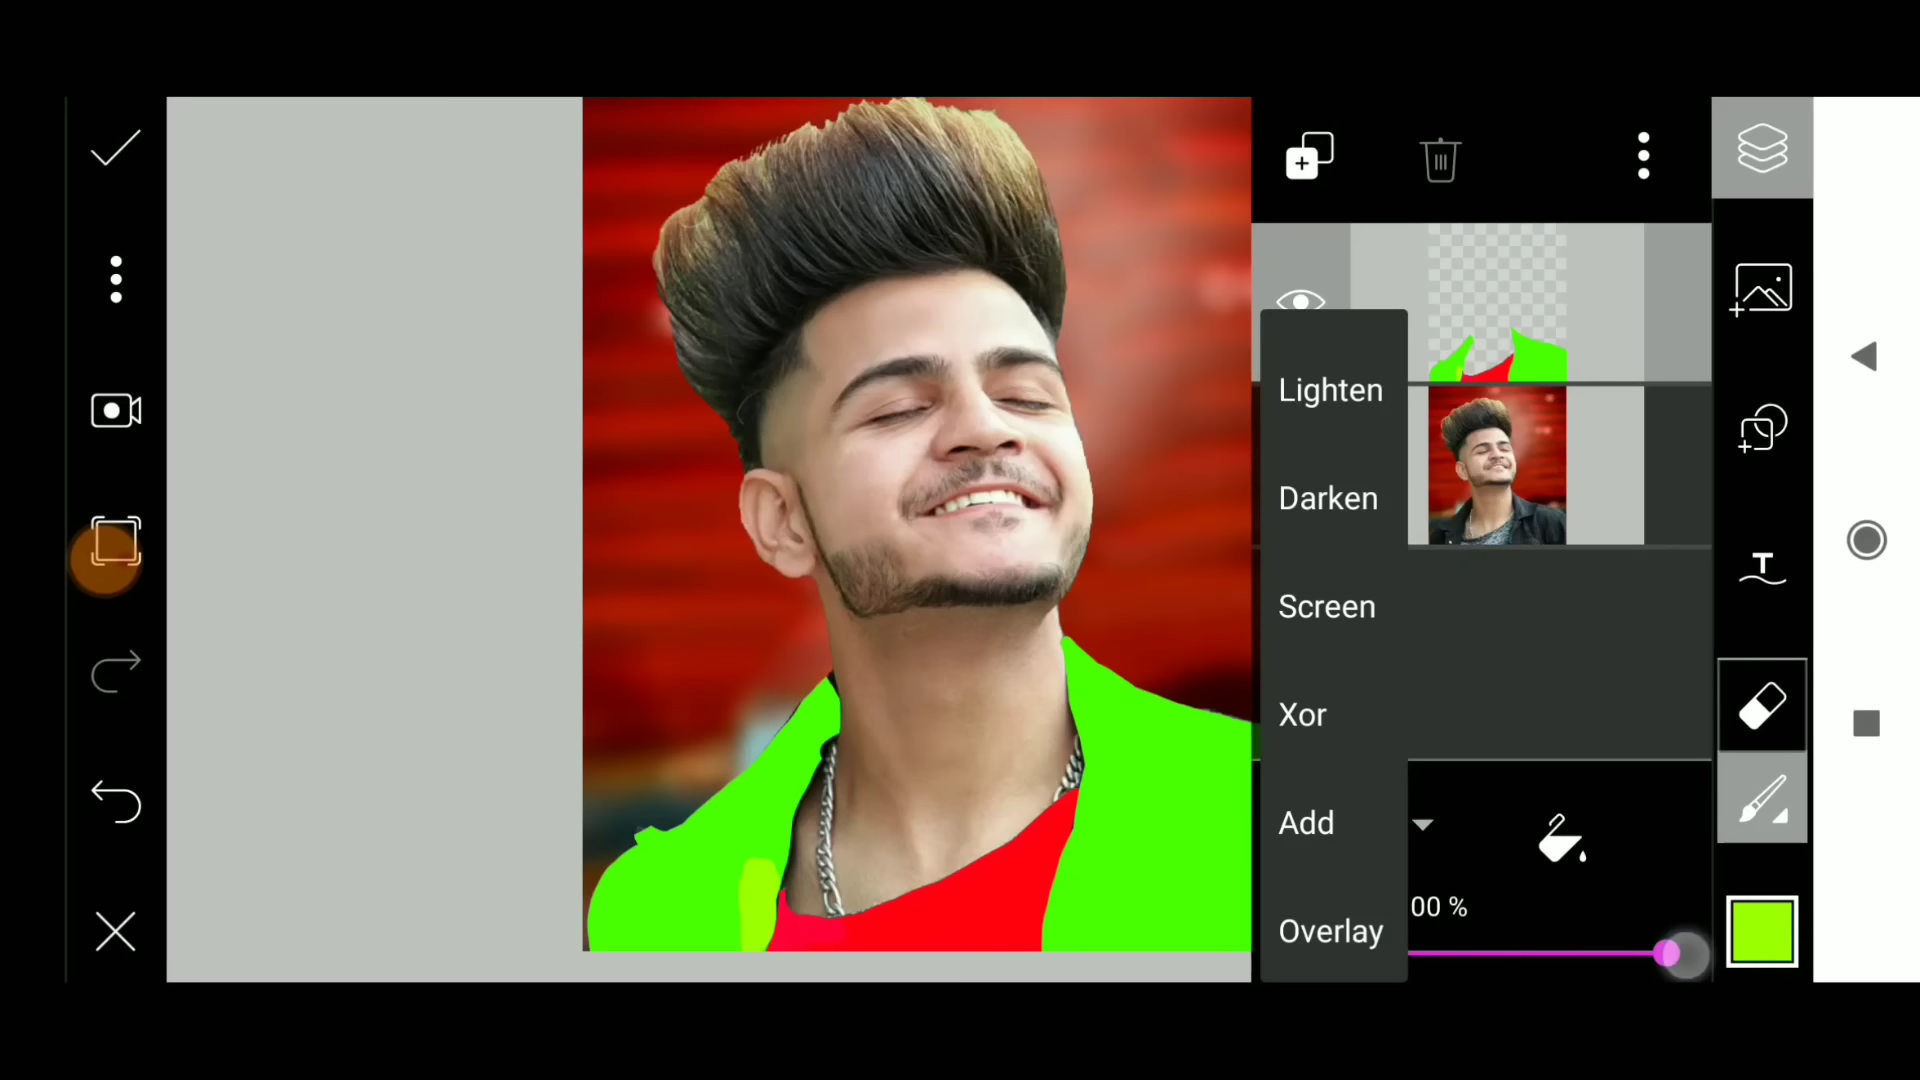 Lighten
Darken
Screen
Xor
Add
00 %
Overlay
T